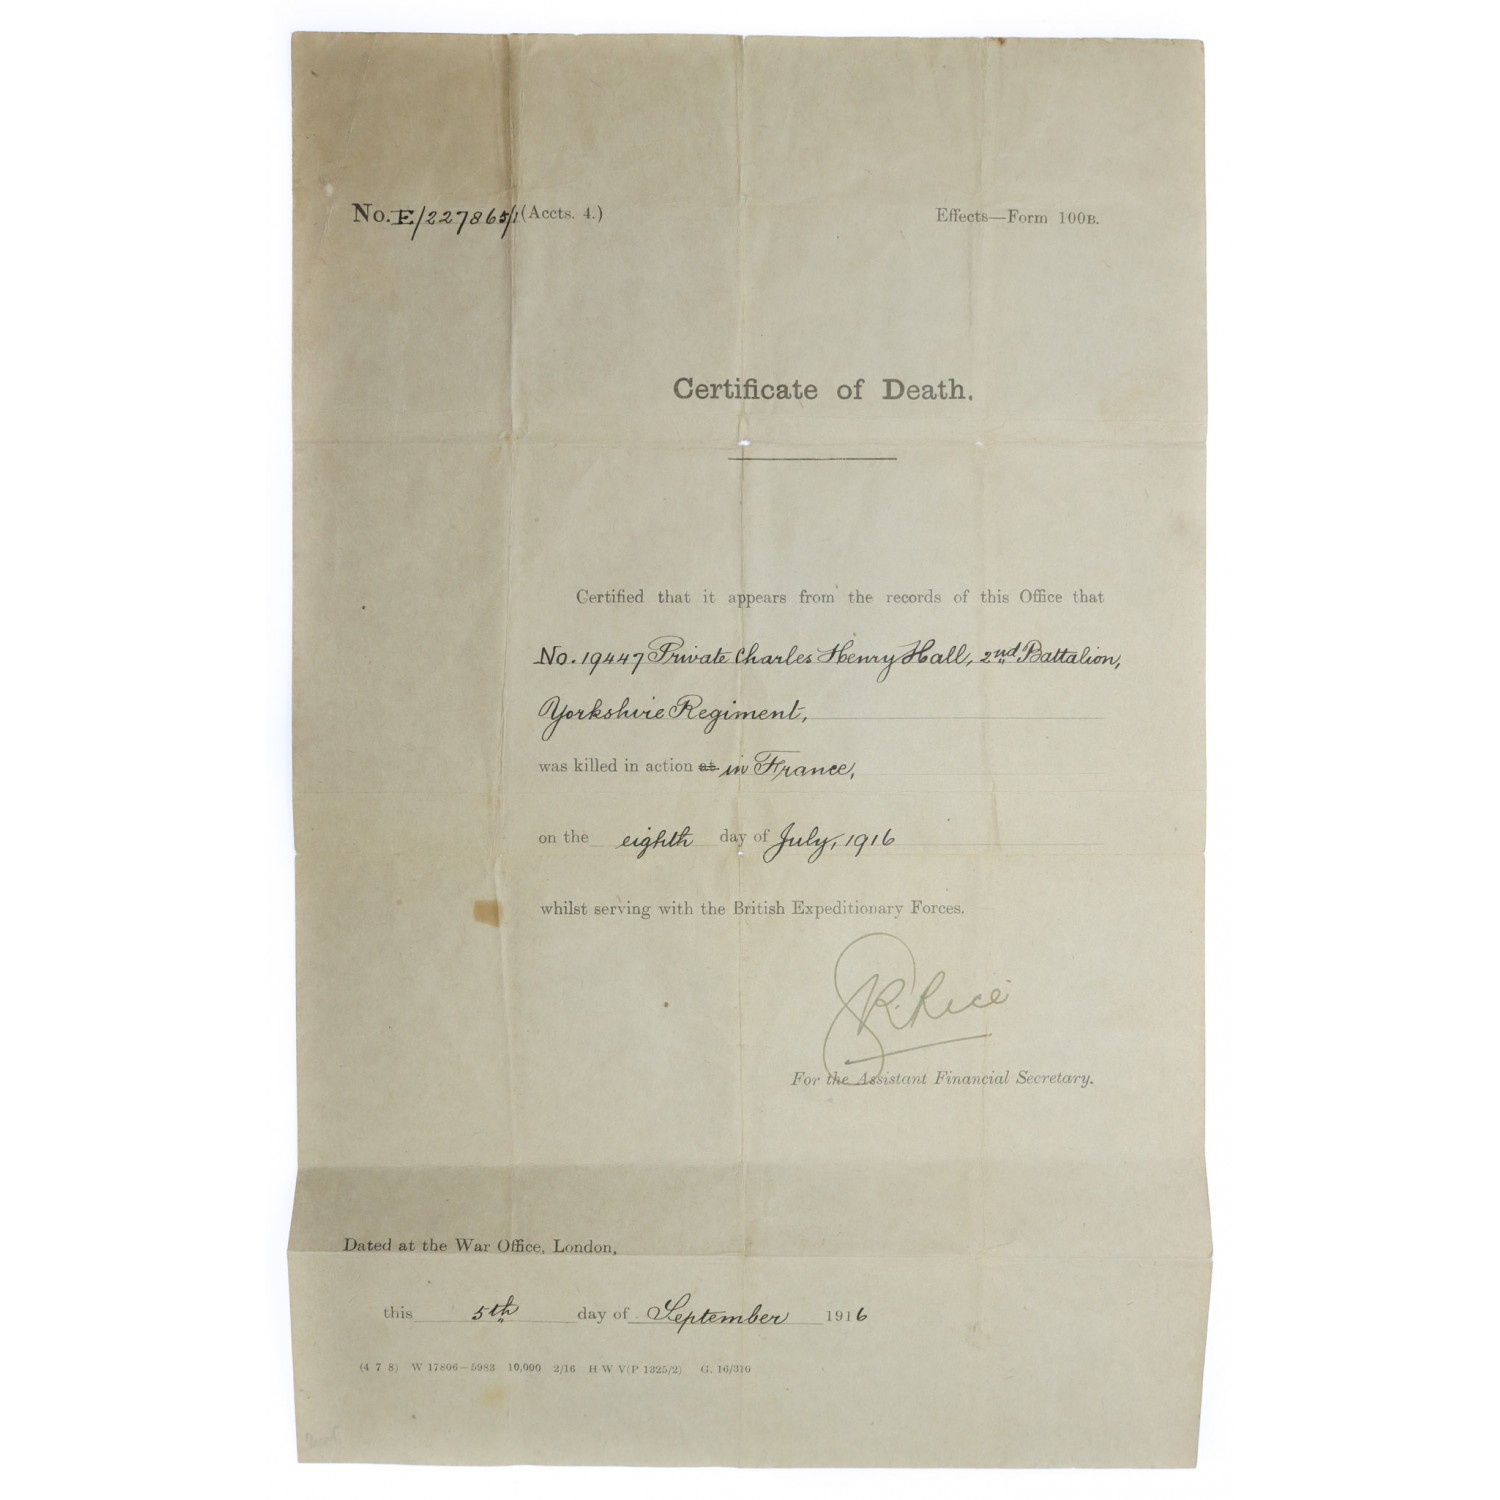 No. E/227865/1 (Accts. 4.)
Effects—Form 100B.
Certificate of Death.
Certified that it appears from the records of this Office that
No. 19447 Private Charles Henry Hall, 2nd Battalion,
Yorkshire Regiment,
was killed in action at in France,
on the eighth day of July, 1916
whilst serving with the British Expeditionary Forces.
R. Rice
For the Assistant Financial Secretary.
Dated at the War Office, London,
this 5th day of September 1916
(4 7 8) W 17806—5983 10,000 2/16 H W V(P 1325/2) G. 16/310